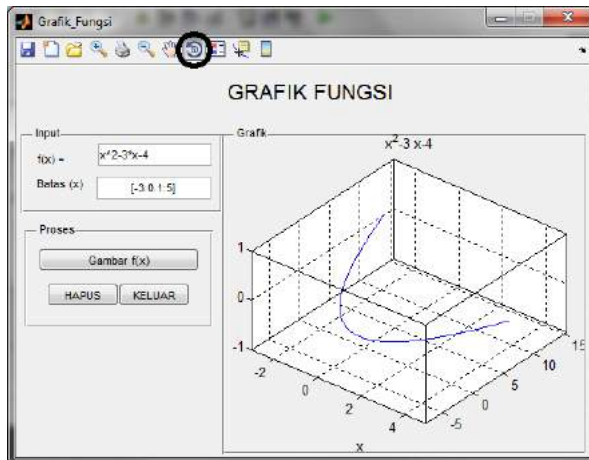 Grafik_Fungsi
GRAFIK FUNGSI
Input
f(x) =
x^2-3*x-4
Batas (x)
[-3:0.1:5]
Proses
Gambar f(x)
HAPUS
KELUAR
Grafik
x²-3 x-4
1
0
-1
-2
0
2
4
x
-5
0
5
10
15